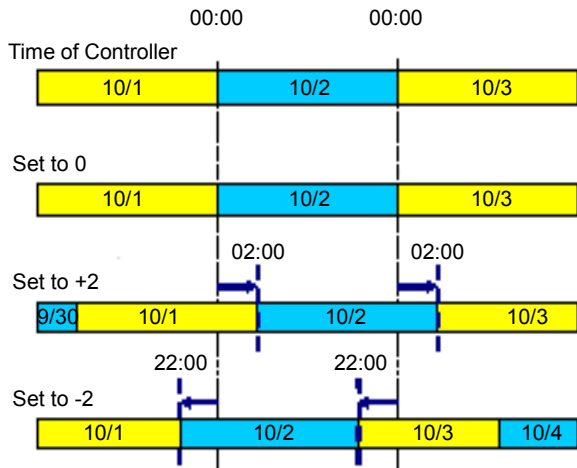 00:00 00:00
Time of Controller
10/1 10/2 10/3
Set to 0
10/1 10/2 10/3
02:00 02:00
Set to +2
9/30 10/1 10/2 10/3
22:00 22:00
Set to -2
10/1 10/2 10/3 10/4